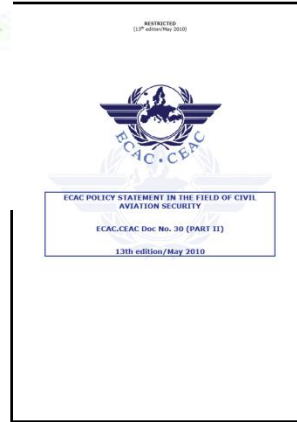 RESTRICTED
(13th edition/May 2010)
ECAC.CEAC
ECAC POLICY STATEMENT IN THE FIELD OF CIVIL
AVIATION SECURITY
ECAC.CEAC Doc No. 30 (PART II)
13th edition/May 2010